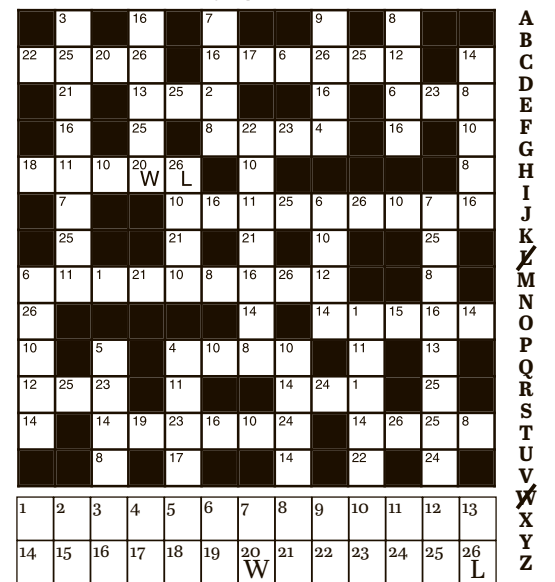 3 16 7 9 8
22 25 20 26 16 17 6 26 25 12 14
21 13 25 2 16 6 23 8
16 25 8 22 23 4 16 10
18 11 10 20 W 26 L 10 8
7 10 16 11 25 6 26 10 7 16
25 21 21 10 25
6 11 1 21 10 8 16 26 12 8
26 14 14 1 15 16 14
10 5 4 10 8 10 11 13
12 25 23 11 14 24 1 25
14 14 19 23 16 10 24 14 26 25 8
8 17 14 22 24
1 2 3 4 5 6 7 8 9 10 11 12 13
14 15 16 17 18 19 20 W 21 22 23 24 25 26 L
A
B
C
D
E
F
G
H
I
J
K
L
M
N
O
P
Q
R
S
T
U
V
W
X
Y
Z